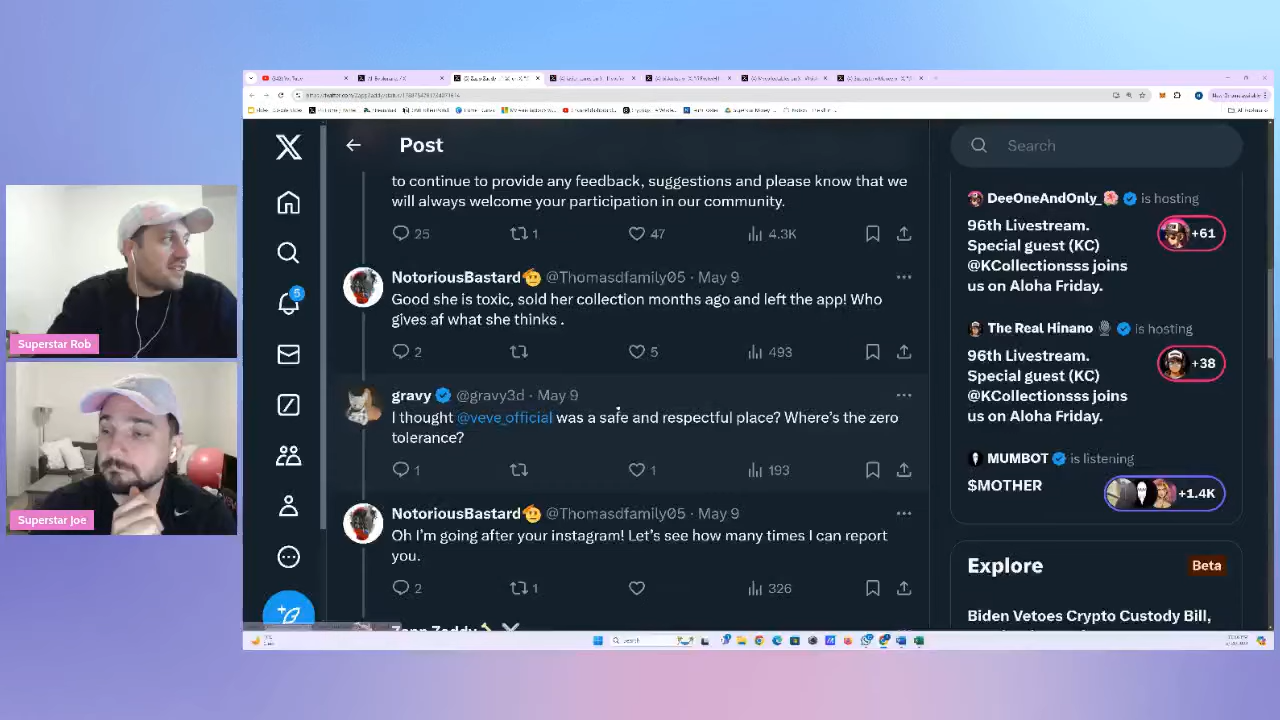 Post
Search
to continue to provide any feedback, suggestions and please know that we
will always welcome your participation in our community.
25
1
47
4.3K
NotoriousBastard🤠 @Thomasdfamily05 · May 9
Good she is toxic, sold her collection months ago and left the app! Who
gives af what she thinks .
2
5
493
gravy @gravy3d · May 9
I thought @veve_official was a safe and respectful place? Where's the zero
tolerance?
1
1
193
NotoriousBastard🤠 @Thomasdfamily05 · May 9
Oh I'm going after your instagram! Let's see how many times I can report
you.
2
1
326
5
DeeOneAndOnly_🌺 is hosting
96th Livestream.
Special guest (KC)
@KCollectionsss joins
us on Aloha Friday.
+61
The Real Hinano🎙 is hosting
96th Livestream.
Special guest (KC)
@KCollectionsss joins
us on Aloha Friday.
+38
MUMBOT is listening
$MOTHER
+1.4K
Explore
Beta
Biden Vetoes Crypto Custody Bill,
Superstar Rob
Superstar Joe